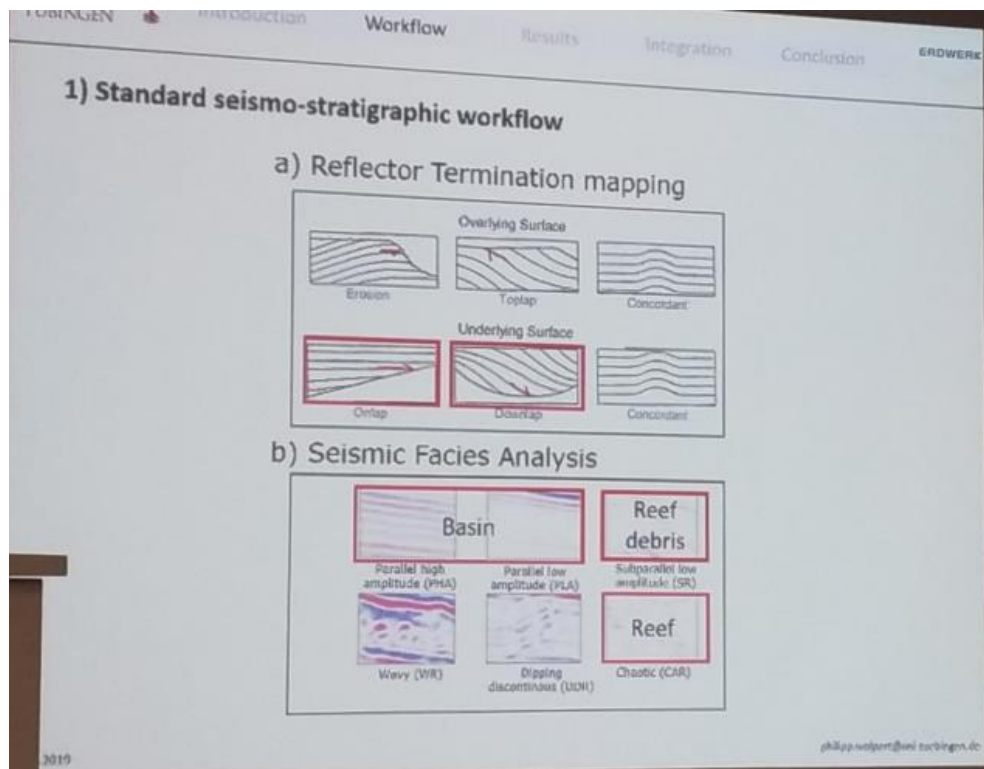 TÜBINGEN
Introduction
Workflow
Results
Integration
Conclusion
ERDWERK
1) Standard seismo-stratigraphic workflow
a) Reflector Termination mapping
Overlying Surface
Erosion
Toplap
Concordant
Underlying Surface
Onlap
Downlap
Concordant
b) Seismic Facies Analysis
Basin
Reef
debris
Parallel high
amplitude (PHA)
Parallel low
amplitude (PLA)
Subparallel low
amplitude (SR)
Reef
Wavy (WR)
Dipping
discontinous
Chaotic (CAR)
2019